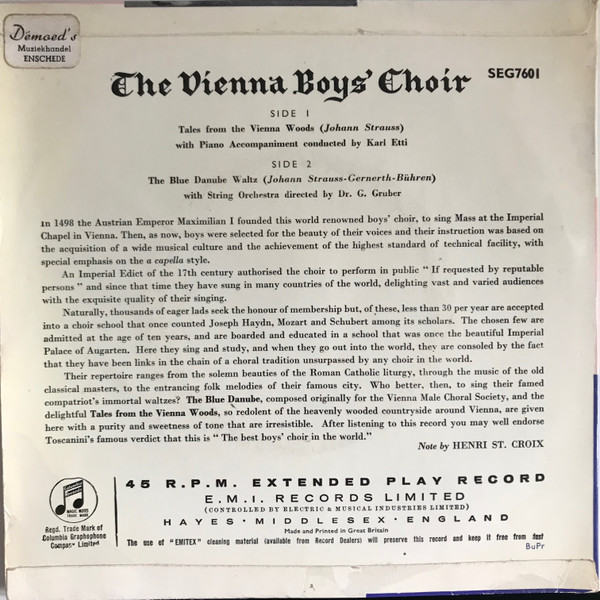 Démoed's
Muziekhandel
ENSCHEDE
The Vienna Boys' Choir SEG7601
SIDE 1
Tales from the Vienna Woods (Johann Strauss)
with Piano Accompaniment conducted by Karl Etti
SIDE 2
The Blue Danube Waltz (Johann Strauss-Gernerth-Bühren)
with String Orchestra directed by Dr. G. Gruber
In 1498 the Austrian Emperor Maximilian I founded this world renowned boys' choir, to sing Mass at the Imperial
Chapel in Vienna. Then, as now, boys were selected for the beauty of their voices and their instruction was based on
the acquisition of a wide musical culture and the achievement of the highest standard of technical facility, with
special emphasis on the a capella style.
An Imperial Edict of the 17th century authorised the choir to perform in public " If requested by reputable
persons " and since that time they have sung in many countries of the world, delighting vast and varied audiences
with the exquisite quality of their singing.
Naturally, thousands of eager lads seek the honour of membership but, of these, less than 30 per year are accepted
into a choir school that once counted Joseph Haydn, Mozart and Schubert among its scholars. The chosen few are
admitted at the age of ten years, and are boarded and educated in a school that was once the beautiful Imperial
Palace of Augarten. Here they sing and study, and when they go out into the world, they are consoled by the fact
that they have been links in the chain of a choral tradition unsurpassed by any choir in the world.
Their repertoire ranges from the solemn beauties of the Roman Catholic liturgy, through the music of the old
classical masters, to the entrancing folk melodies of their famous city. Who better, then, to sing their famed
compatriot's immortal waltzes? The Blue Danube, composed originally for the Vienna Male Choral Society, and the
delightful Tales from the Vienna Woods, so redolent of the heavenly wooded countryside around Vienna, are given
here with a purity and sweetness of tone that are irresistible. After listening to this record you may well endorse
Toscanini's famous verdict that this is " The best boys' choir in the world."
Note by HENRI ST. CROIX
MAGIC NOTES
TRADE MARK
Regd. Trade Mark of
Columbia Graphophone
Company Limited
45 R.P.M. EXTENDED PLAY RECORD
E.M.I. RECORDS LIMITED
(CONTROLLED BY ELECTRIC & MUSICAL INDUSTRIES LIMITED)
HAYES · MIDDLESEX · ENGLAND
Made and Printed in Great Britain
The use of "EMITEX" cleaning material (available from Record Dealers) will preserve this record and keep it free from dust
BuPr